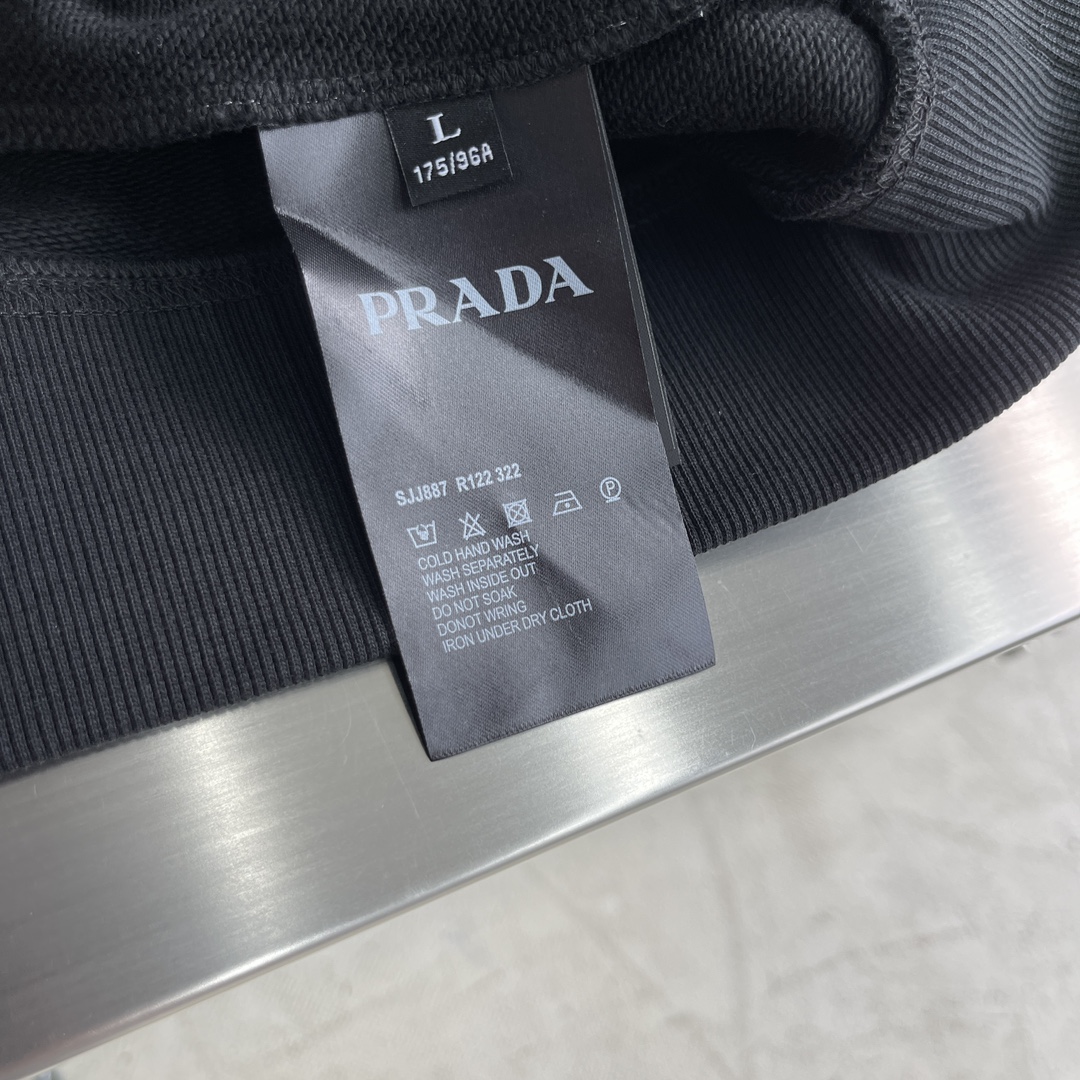 L
175/96A
PRADA
SJJ887 R122 322
P
COLD HAND WASH
WASH SEPARATELY
WASH INSIDE OUT
DO NOT SOAK
DONOT WRING
IRON UNDER DRY CLOTH